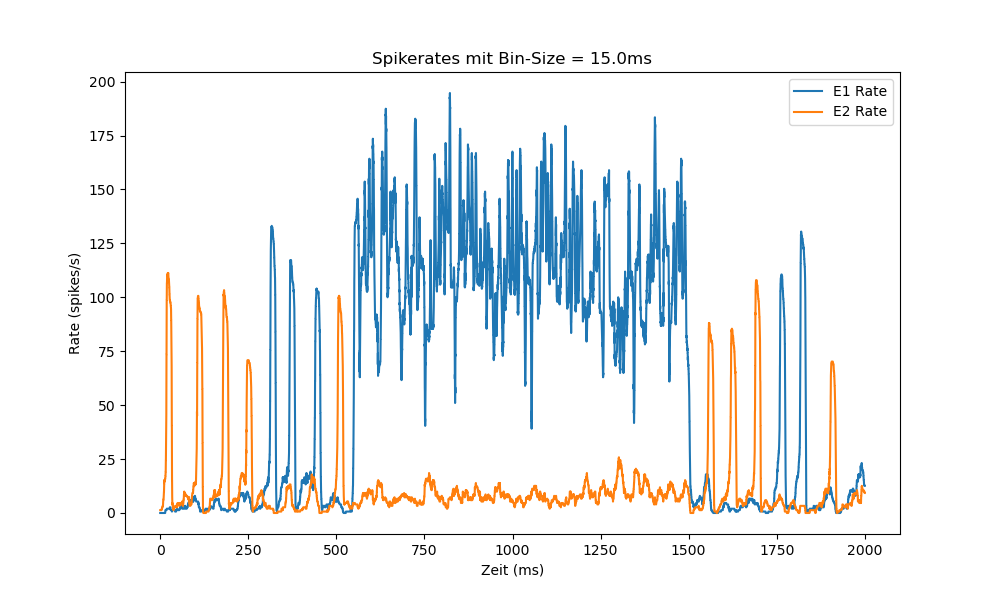 Spikerates mit Bin-Size = 15.0ms
E1 Rate
E2 Rate
Rate (spikes/s)
200
175
150
125
100
75
50
25
0
0 250 500 750 1000 1250 1500 1750 2000
Zeit (ms)